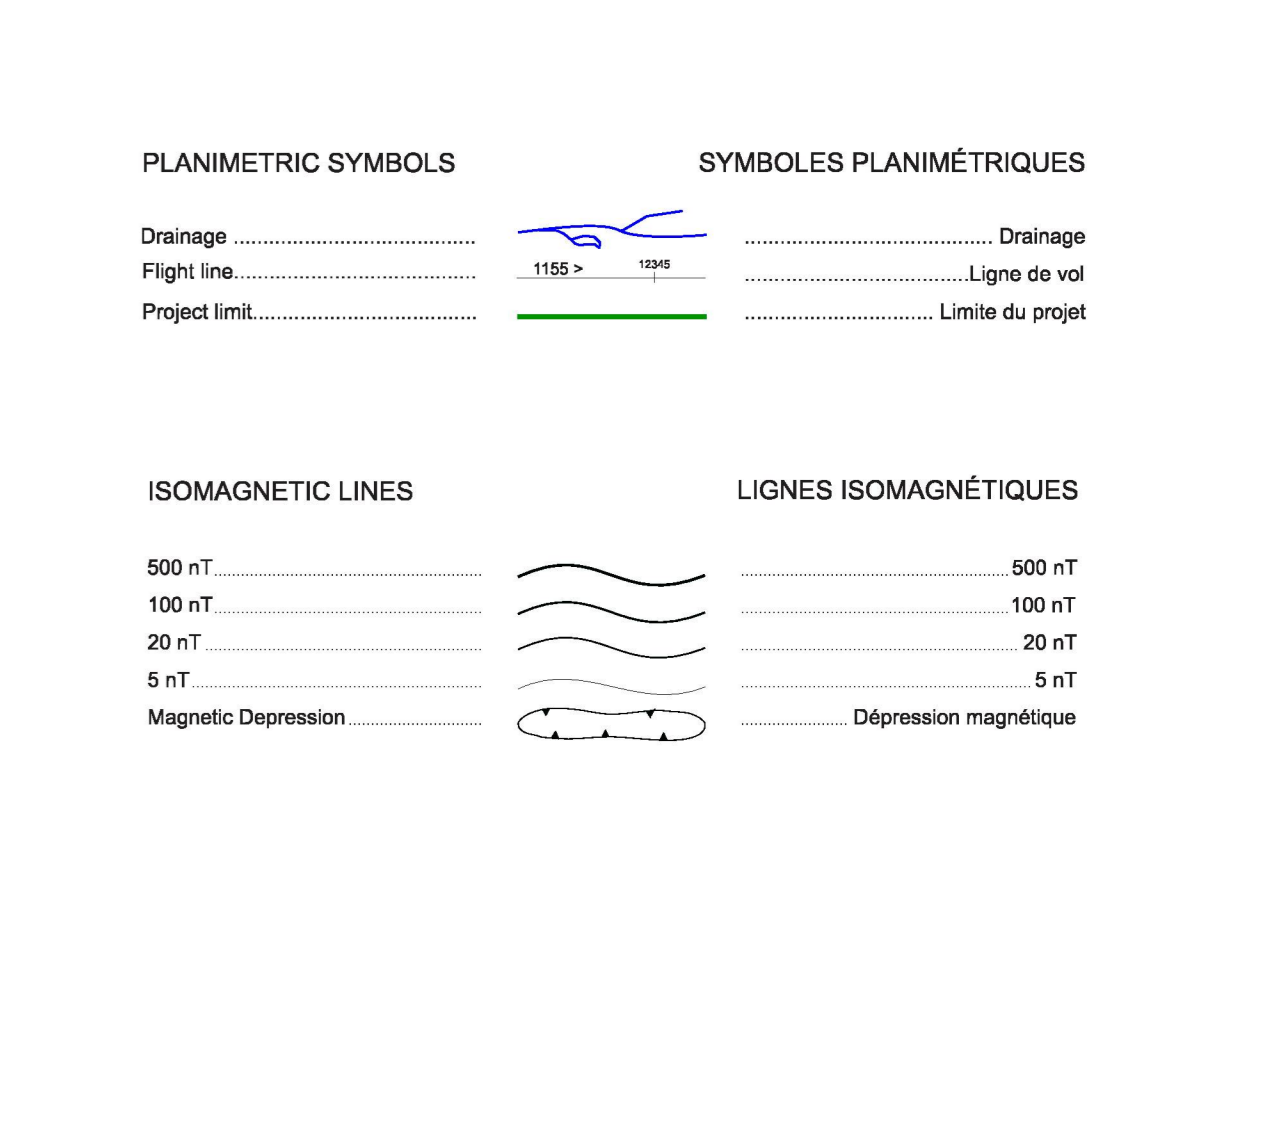 PLANIMETRIC SYMBOLS SYMBOLES PLANIMÉTRIQUES
Drainage ......................................... .......................................... Drainage
Flight line......................................... 1155 > 12345 ......................................Ligne de vol
Project limit...................................... ................................ Limite du projet
ISOMAGNETIC LINES LIGNES ISOMAGNÉTIQUES
500 nT ........................................ ........................................ 500 nT
100 nT ........................................ ........................................ 100 nT
20 nT ........................................ ........................................ 20 nT
5 nT ........................................ ........................................ 5 nT
Magnetic Depression .............................. ........................ Dépression magnétique